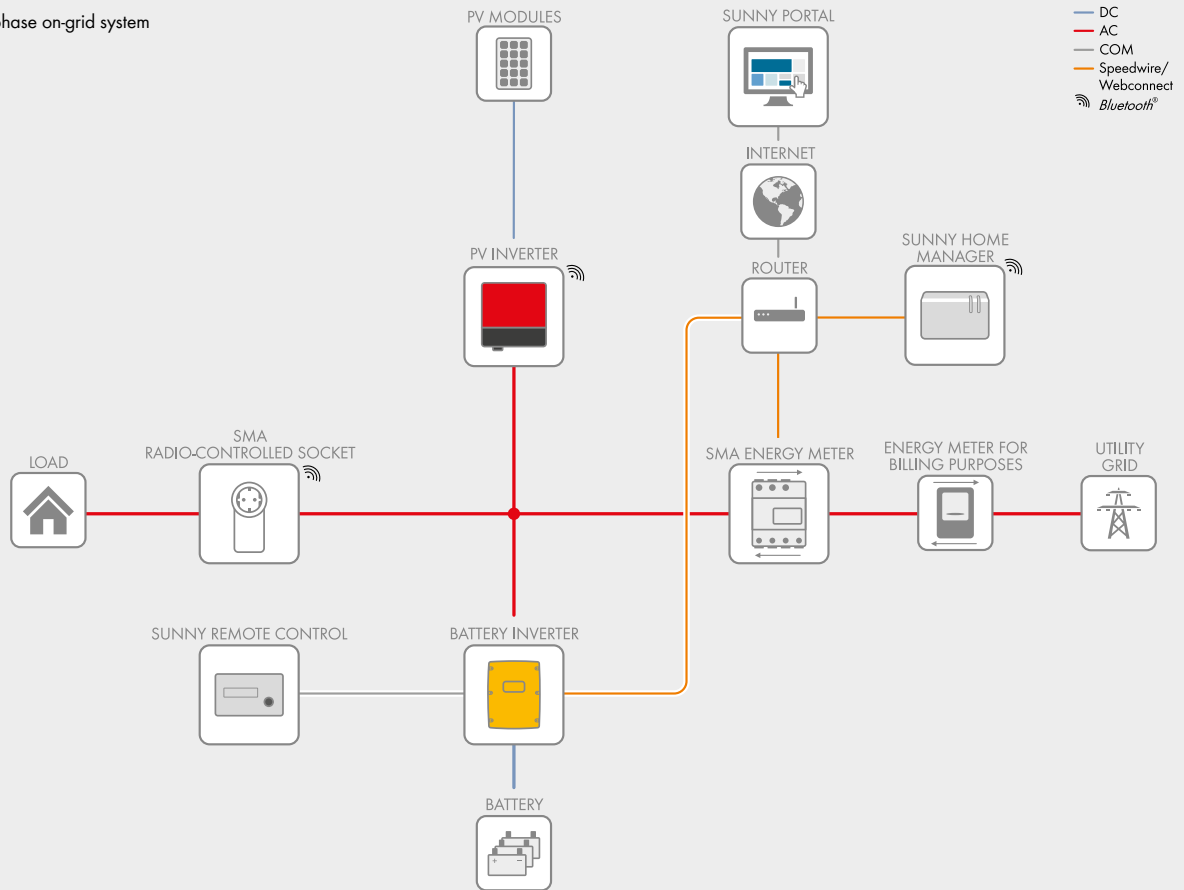 phase on-grid system
PV MODULES
SUNNY PORTAL
DC
AC
COM
Speedwire/
Webconnect
Bluetooth®
INTERNET
PV INVERTER
ROUTER
SUNNY HOME
MANAGER
LOAD
SMA
RADIO-CONTROLLED SOCKET
SMA ENERGY METER
ENERGY METER FOR
BILLING PURPOSES
UTILITY
GRID
SUNNY REMOTE CONTROL
BATTERY INVERTER
BATTERY
+ −